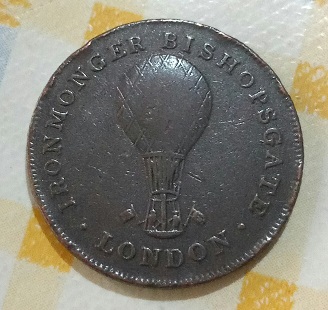 IRONMONGER BISHOPSGATE
· LONDON ·